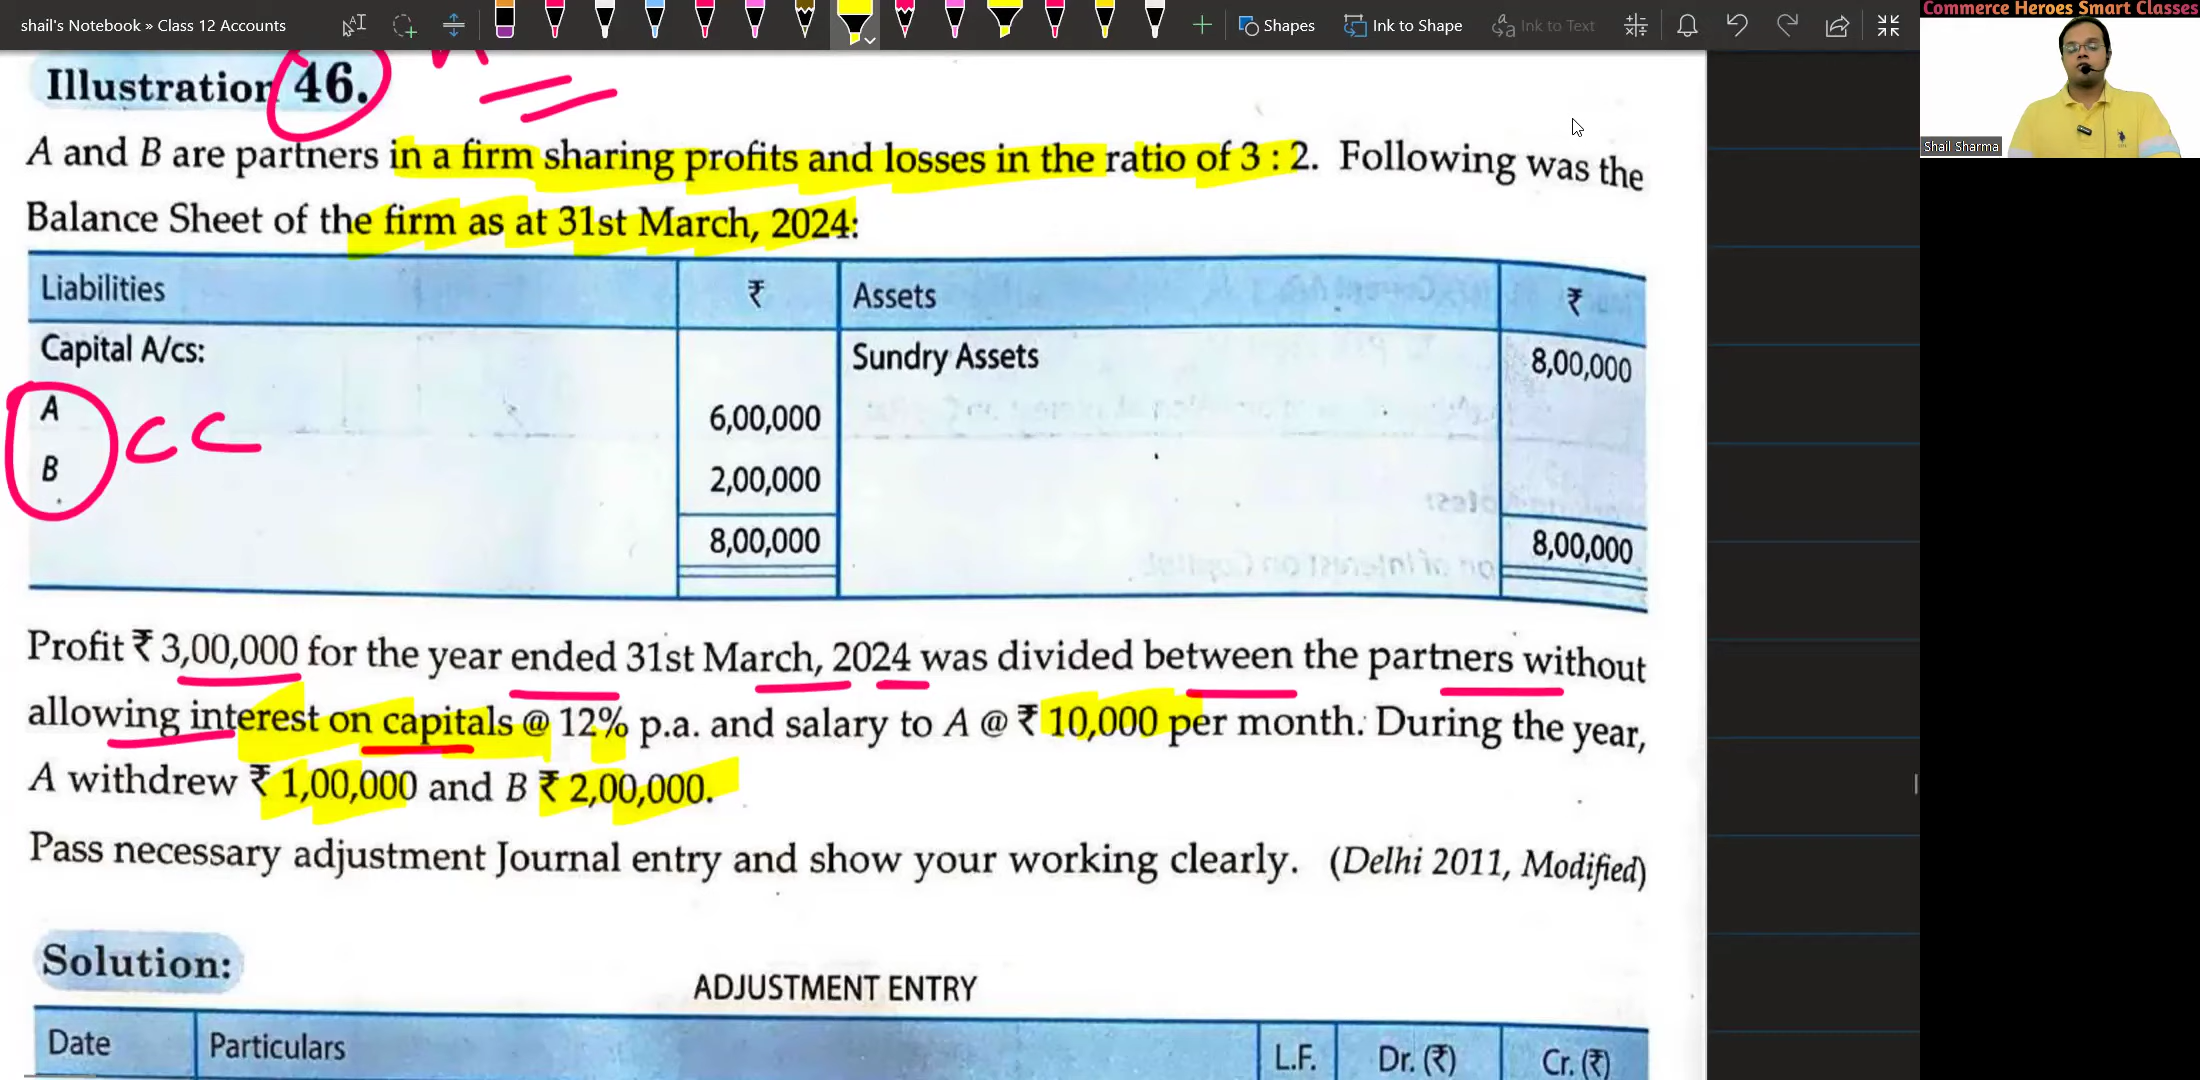 shail's Notebook » Class 12 Accounts
Shapes
Ink to Shape
Ink to Text
Commerce Heroes Smart Classes
Shail Sharma
Illustration 46.
A and B are partners in a firm sharing profits and losses in the ratio of 3 : 2. Following was the
Balance Sheet of the firm as at 31st March, 2024:
Liabilities ₹ Assets ₹
Capital A/cs: Sundry Assets 8,00,000
A 6,00,000
CC
B 2,00,000
8,00,000 8,00,000
Profit ₹ 3,00,000 for the year ended 31st March, 2024 was divided between the partners without
allowing interest on capitals @ 12% p.a. and salary to A @ ₹ 10,000 per month. During the year,
A withdrew ₹ 1,00,000 and B ₹ 2,00,000.
Pass necessary adjustment Journal entry and show your working clearly. (Delhi 2011, Modified)
Solution:
ADJUSTMENT ENTRY
Date Particulars L.F. Dr. (₹) Cr. (₹)